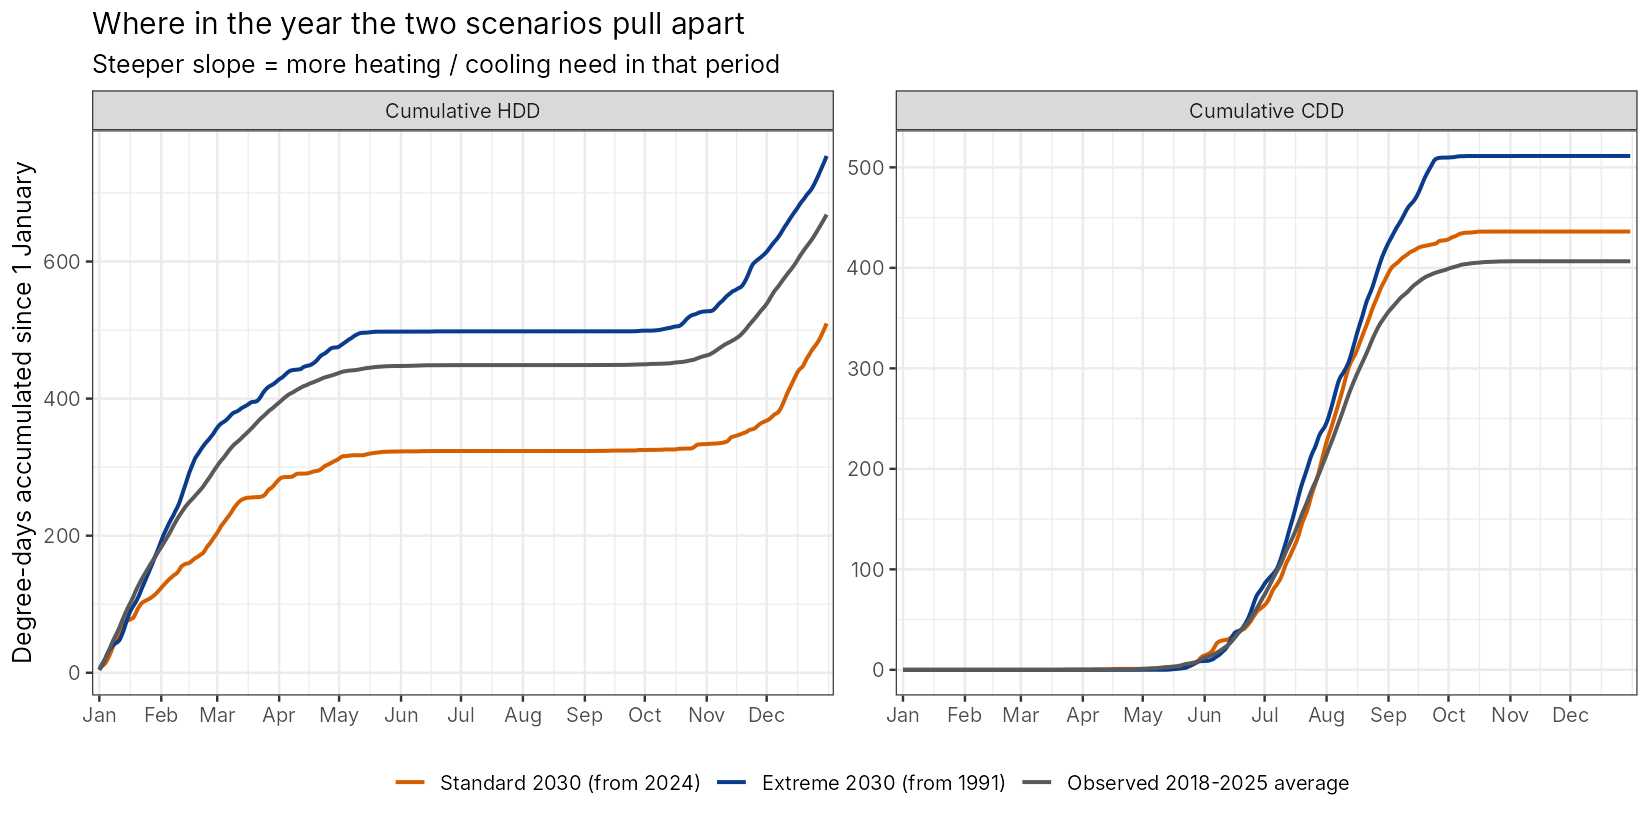 Where in the year the two scenarios pull apart
Steeper slope = more heating / cooling need in that period
Cumulative HDD
Cumulative CDD
Degree-days accumulated since 1 January
600
400
200
0
Jan Feb Mar Apr May Jun Jul Aug Sep Oct Nov Dec
500
400
300
200
100
0
Jan Feb Mar Apr May Jun Jul Aug Sep Oct Nov Dec
Standard 2030 (from 2024) Extreme 2030 (from 1991) Observed 2018-2025 average